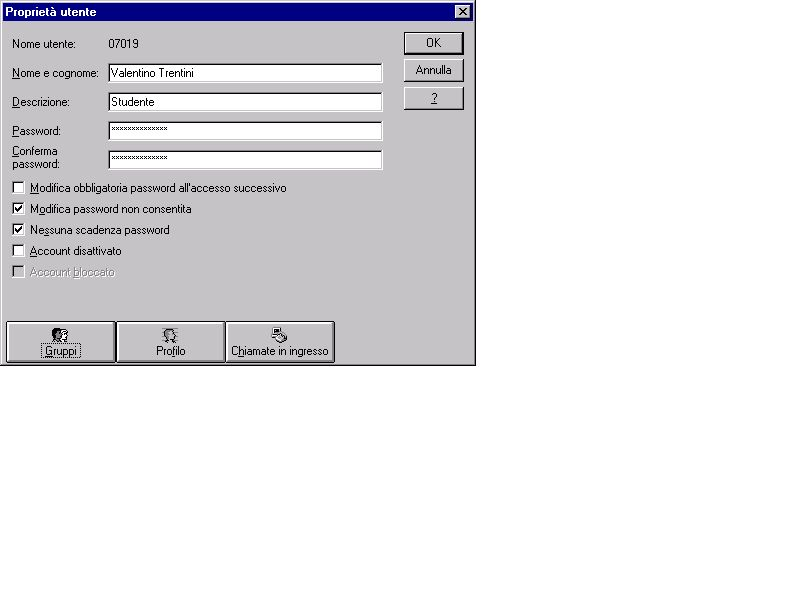 Proprietà utente
Nome utente: 07019
OK
Nome e cognome: Valentino Trentini
Annulla
Descrizione: Studente
?
Password: **************
Conferma
password: **************
Modifica obbligatoria password all'accesso successivo
Modifica password non consentita
Nessuna scadenza password
Account disattivato
Account bloccato
Gruppi Profilo Chiamate in ingresso